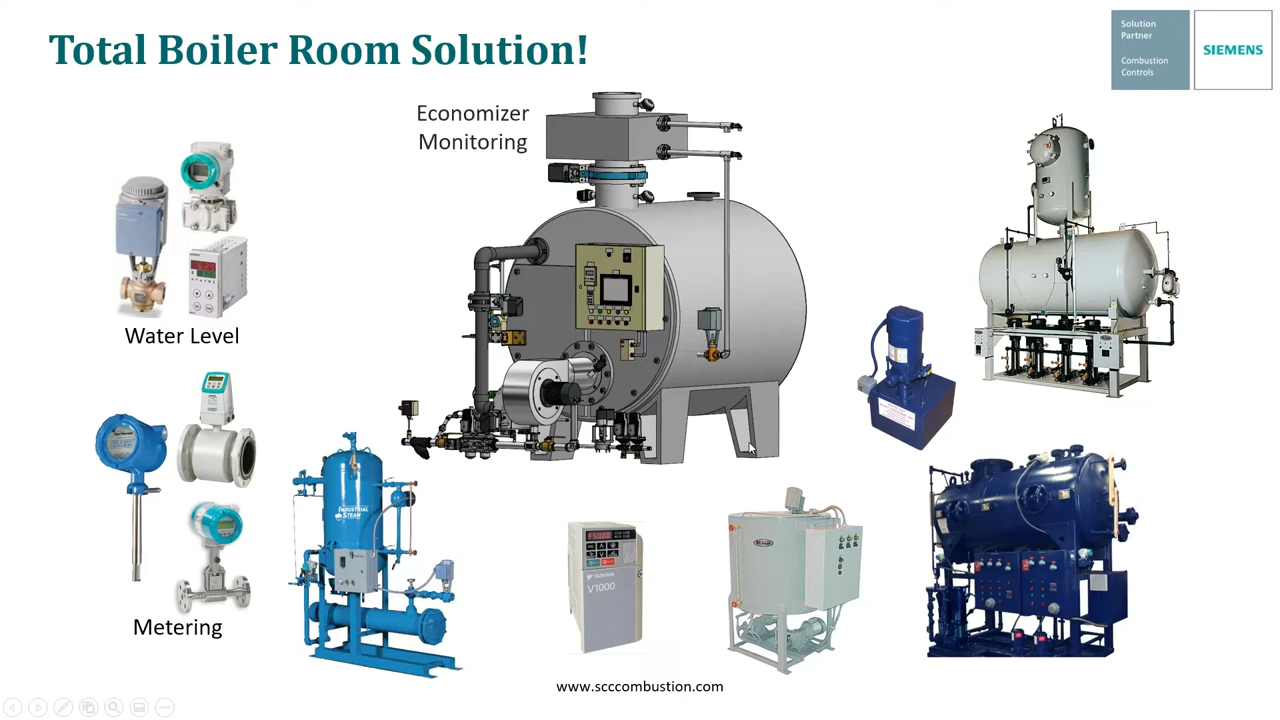 Total Boiler Room Solution!
Solution
Partner
Combustion
Controls
SIEMENS
Economizer
Monitoring
Water Level
Metering
INDUSTRIAL
STEAM
V1000
www.scccombustion.com